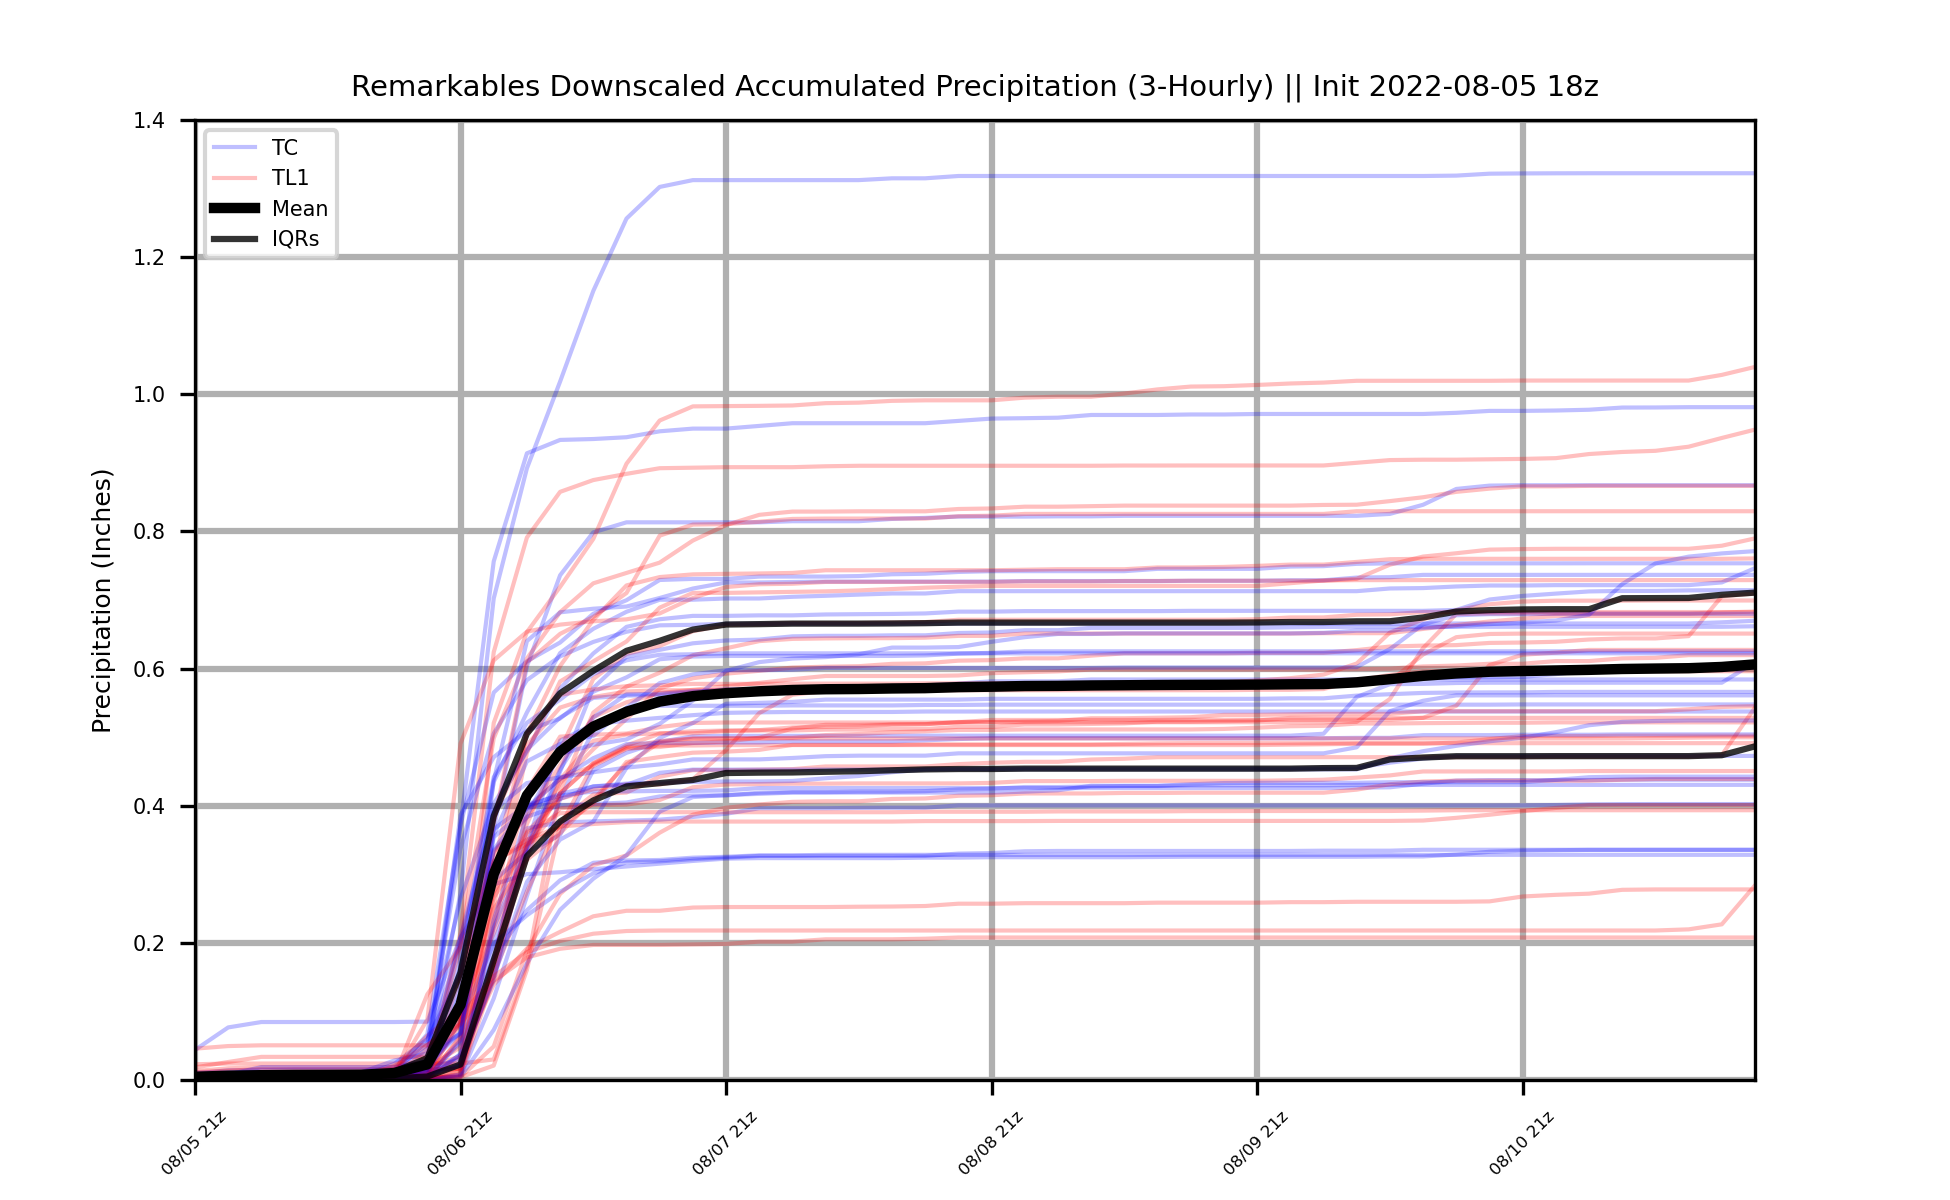 Remarkables Downscaled Accumulated Precipitation (3-Hourly) || Init 2022-08-05 18z
TC
TL1
Mean
IQRs
Precipitation (Inches)
1.4
1.2
1.0
0.8
0.6
0.4
0.2
0.0
08/05 21z
08/06 21z
08/07 21z
08/08 21z
08/09 21z
08/10 21z